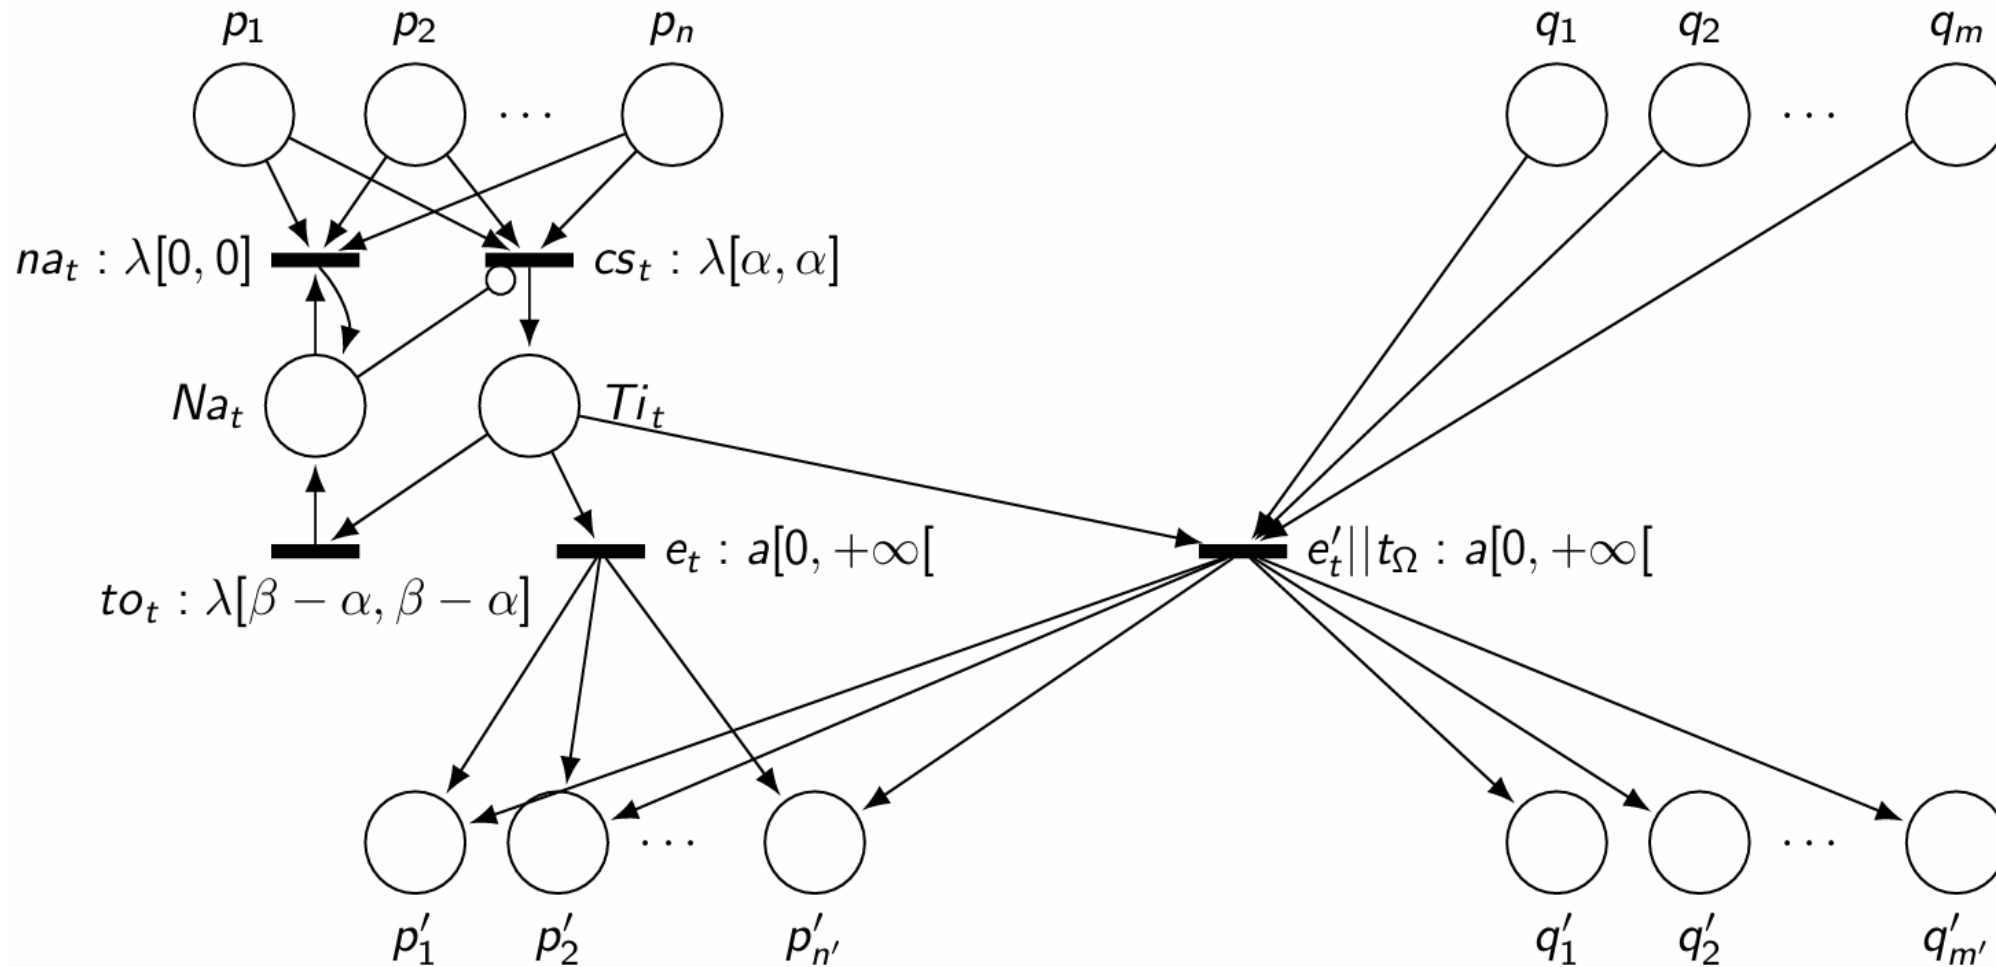 p₁ p₂ pₙ q₁ q₂ qₘ
··· ···
naₜ : λ[0, 0] csₜ : λ[α, α]
Naₜ Tiₜ
eₜ : a[0, +∞[ e′ₜ||t_Ω : a[0, +∞[
toₜ : λ[β − α, β − α]
··· ···
p′₁ p′₂ p′ₙ′ q′₁ q′₂ q′ₘ′